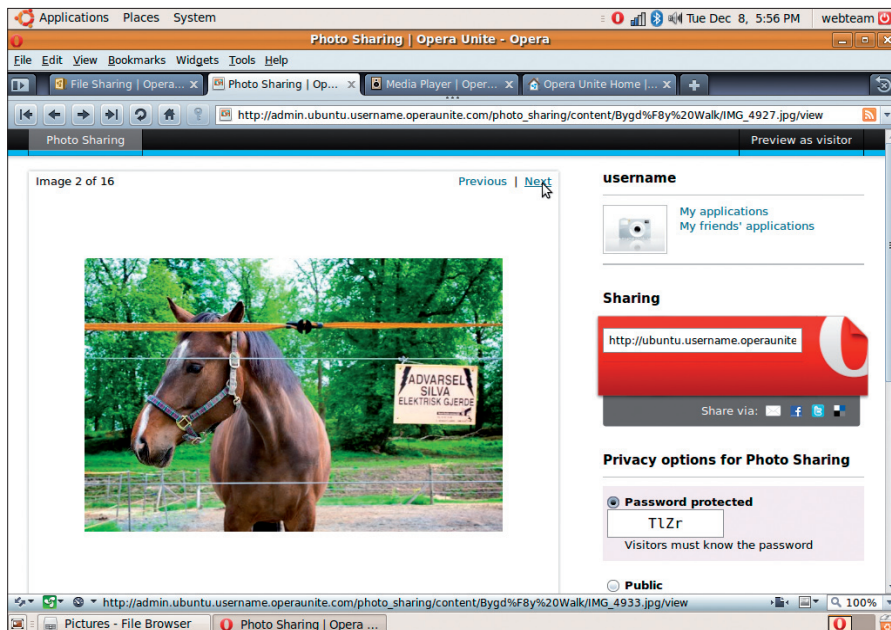 Applications Places System
Tue Dec 8, 5:56 PM webteam
Photo Sharing | Opera Unite - Opera
File Edit View Bookmarks Widgets Tools Help
File Sharing | Opera... X
Photo Sharing | Op... X
Media Player | Oper... X
Opera Unite Home |... X
http://admin.ubuntu.username.operaunite.com/photo_sharing/content/Bygd%F8y%20Walk/IMG_4927.jpg/view
Photo Sharing
Preview as visitor
Image 2 of 16
Previous | Next
ADVARSEL
SILVA
ELEKTRISK GJERDE
username
My applications
My friends' applications
Sharing
http://ubuntu.username.operaunite
Share via:
Privacy options for Photo Sharing
Password protected
TlZr
Visitors must know the password
Public
http://admin.ubuntu.username.operaunite.com/photo_sharing/content/Bygd%F8y%20Walk/IMG_4933.jpg/view
100%
Pictures - File Browser
Photo Sharing | Opera ...